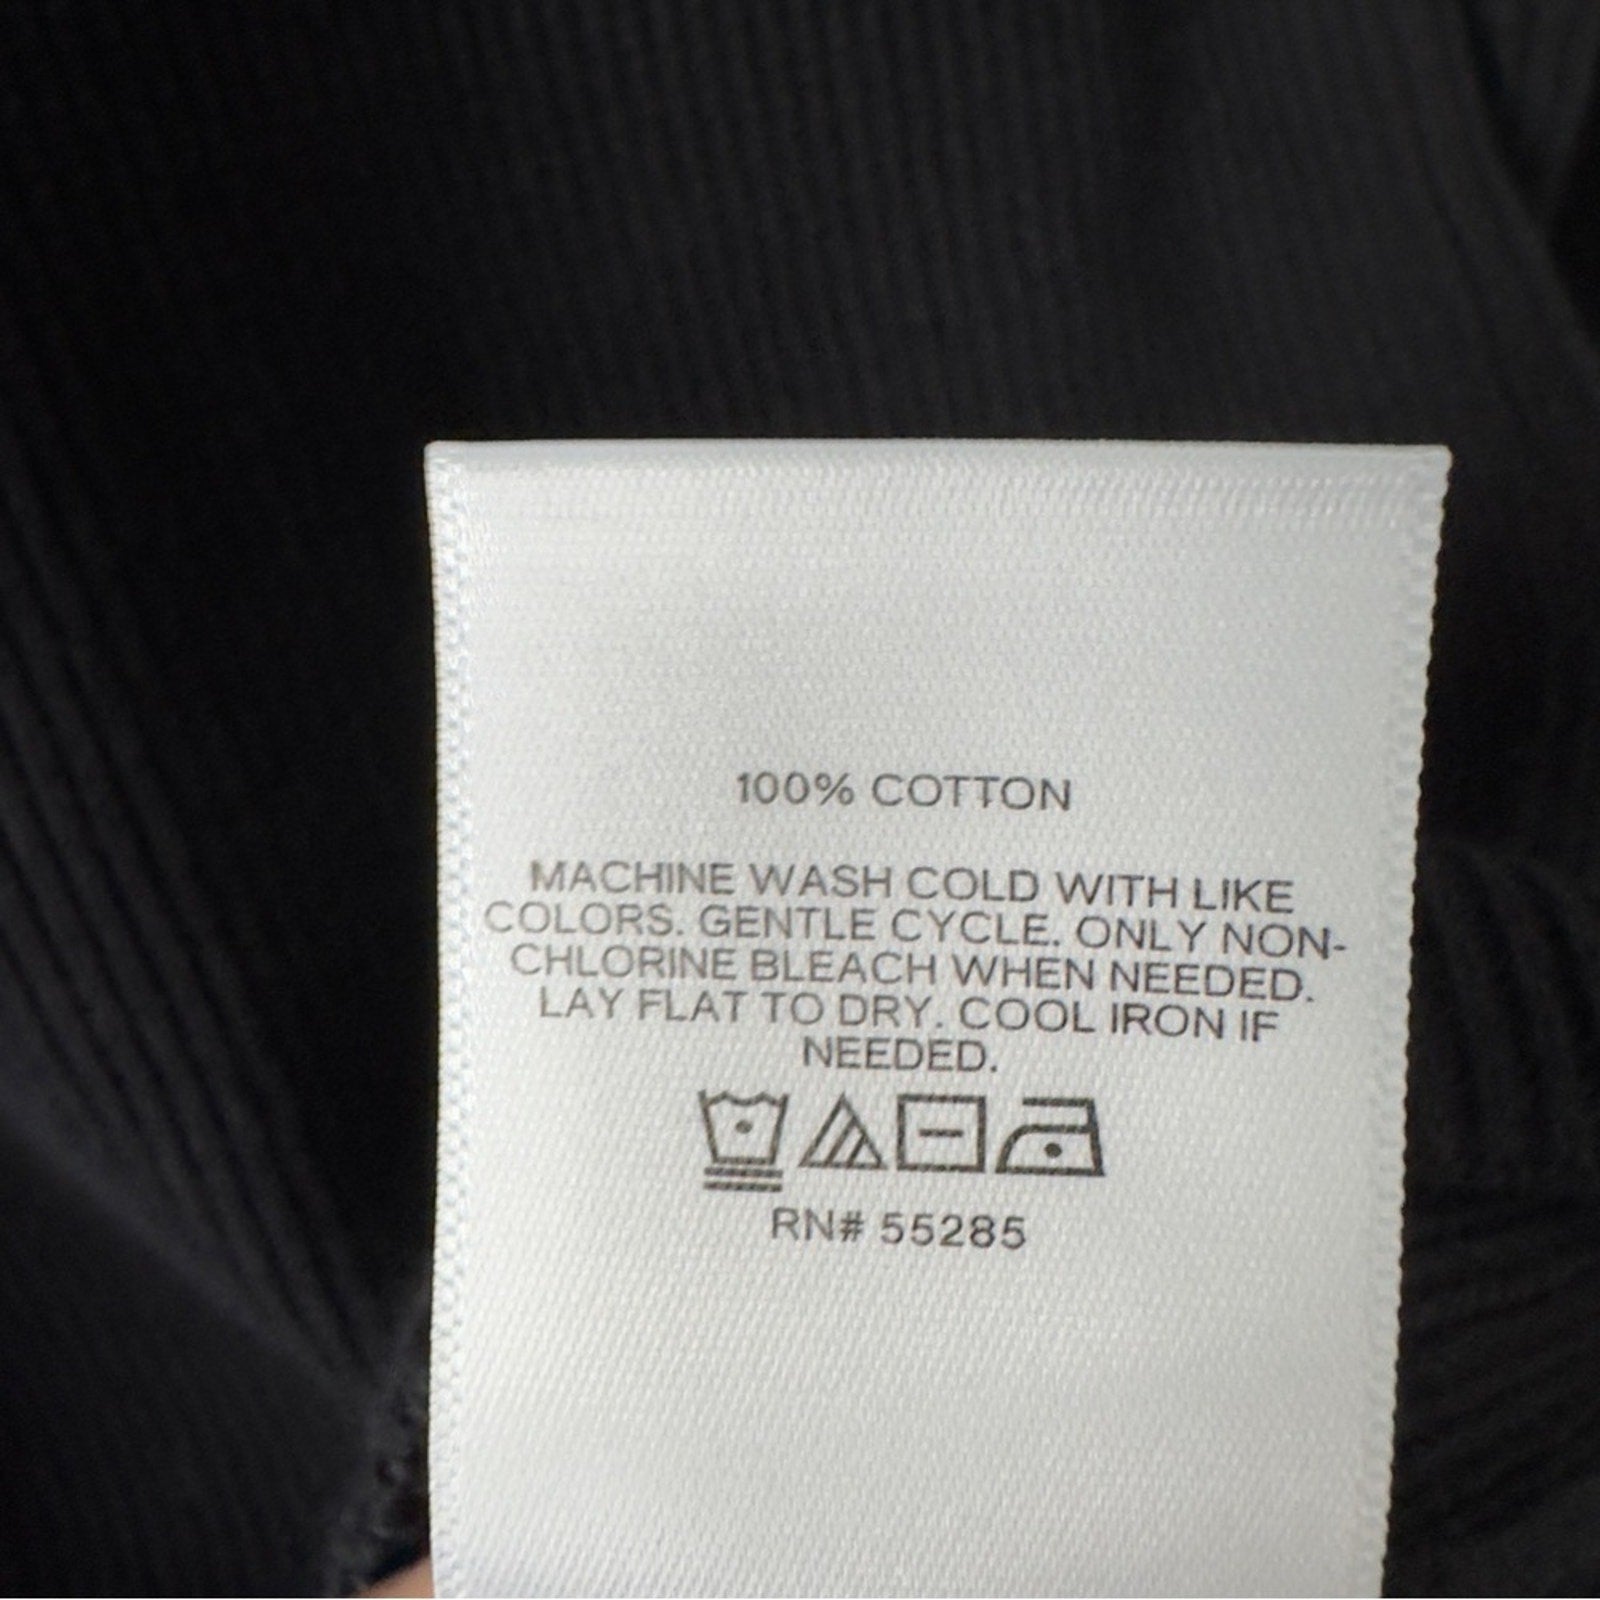 100% COTTON
MACHINE WASH COLD WITH LIKE
COLORS. GENTLE CYCLE. ONLY NON-
CHLORINE BLEACH WHEN NEEDED.
LAY FLAT TO DRY. COOL IRON IF
NEEDED.
RN# 55285